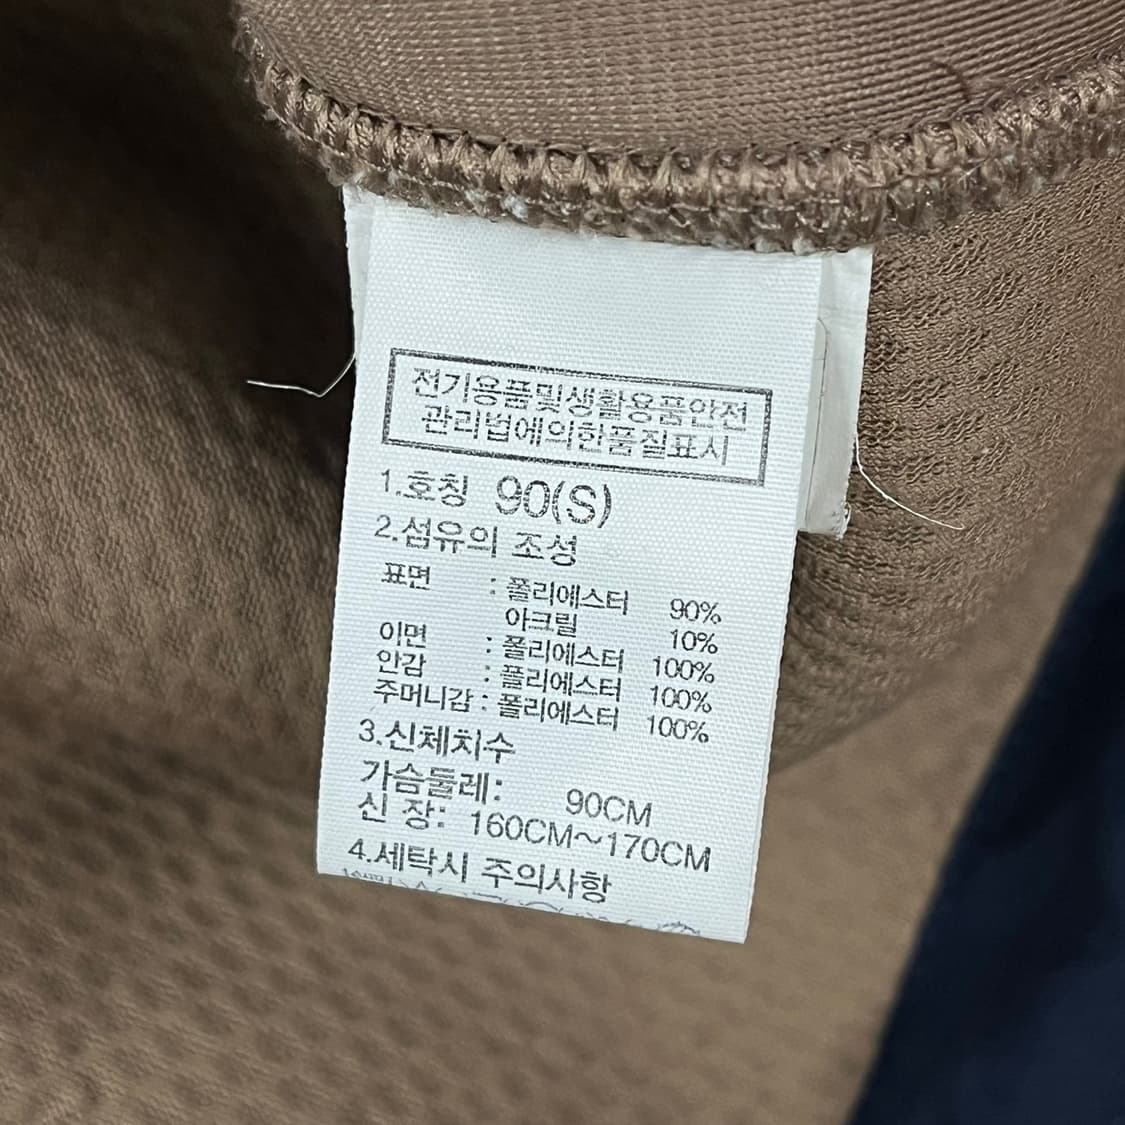 전기용품및생활용품안전
관리법에의한품질표시
1.호칭 90(S)
2.섬유의 조성
표면 : 폴리에스터 90%
아크릴 10%
이면 : 폴리에스터 100%
안감 : 폴리에스터 100%
주머니감 : 폴리에스터 100%
3.신체치수
가슴둘레: 90CM
신 장: 160CM~170CM
4.세탁시 주의사항